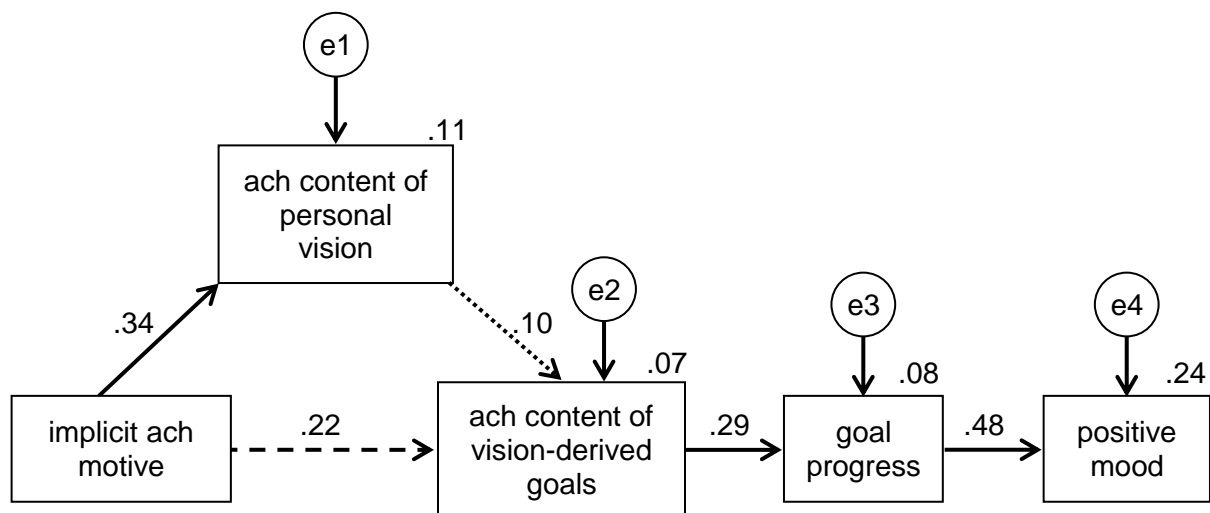 e1
.11
ach content of
personal
vision
.34
.10
e2
e3
e4
.07
.08
.24
implicit ach
motive
.22
ach content of
vision-derived
goals
.29
goal
progress
.48
positive
mood